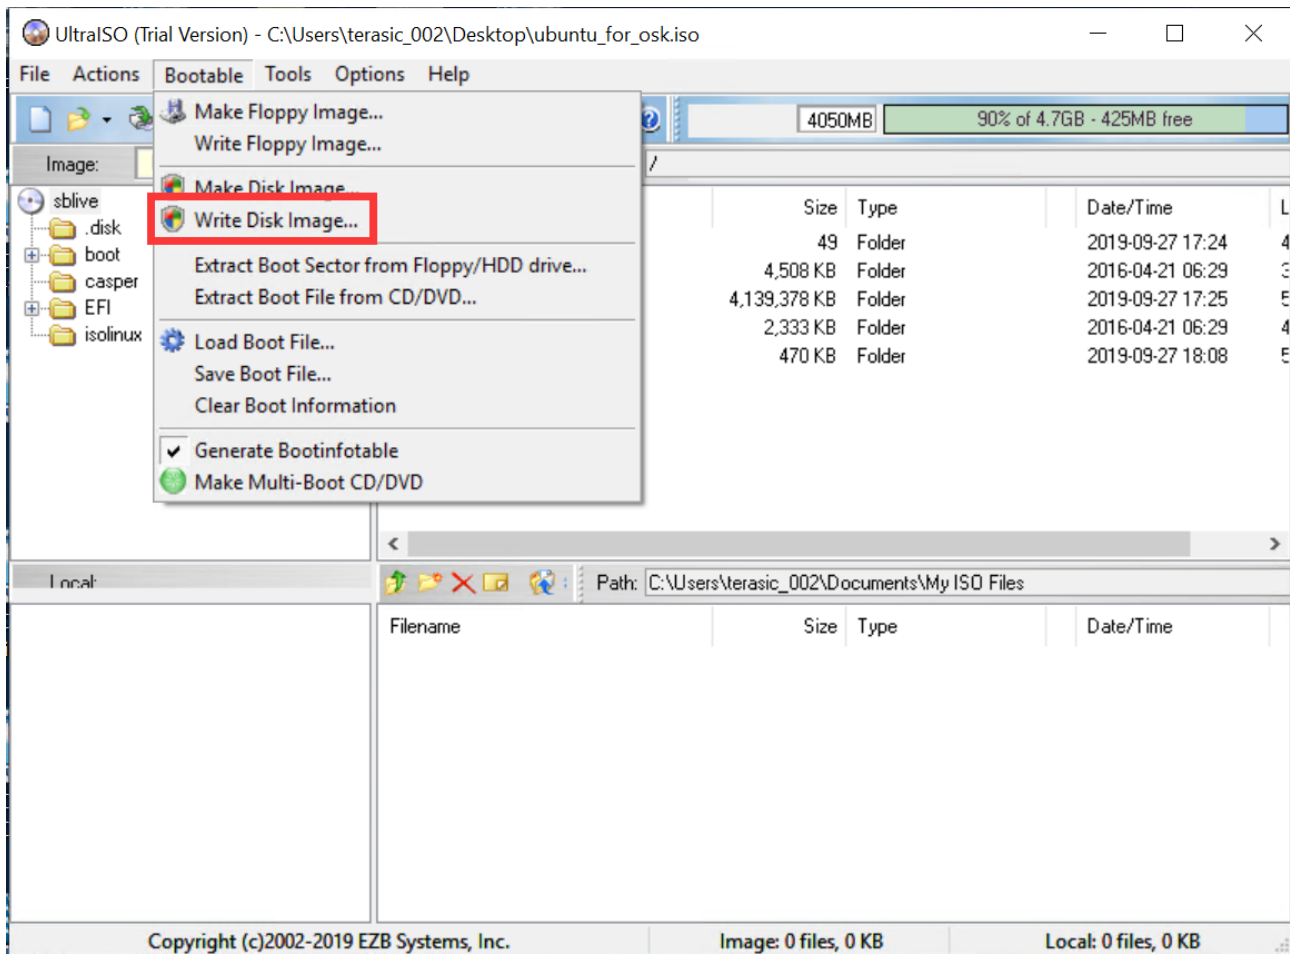 UltraISO (Trial Version) - C:\Users\terasic_002\Desktop\ubuntu_for_osk.iso
File Actions Bootable Tools Options Help
4050MB 90% of 4.7GB - 425MB free
Image: /
Make Floppy Image...
Write Floppy Image...
Make Disk Image...
Write Disk Image...
Extract Boot Sector from Floppy/HDD drive...
Extract Boot File from CD/DVD...
Load Boot File...
Save Boot File...
Clear Boot Information
Generate Bootinfotable
Make Multi-Boot CD/DVD
sblive
.disk
boot
casper
EFI
isolinux
Size Type Date/Time L
49 Folder 2019-09-27 17:24 4
4,508 KB Folder 2016-04-21 06:29
4,139,378 KB Folder 2019-09-27 17:25
2,333 KB Folder 2016-04-21 06:29 4
470 KB Folder 2019-09-27 18:08
Local:
Path: C:\Users\terasic_002\Documents\My ISO Files
Filename Size Type Date/Time
Copyright (c)2002-2019 EZB Systems, Inc. Image: 0 files, 0 KB Local: 0 files, 0 KB